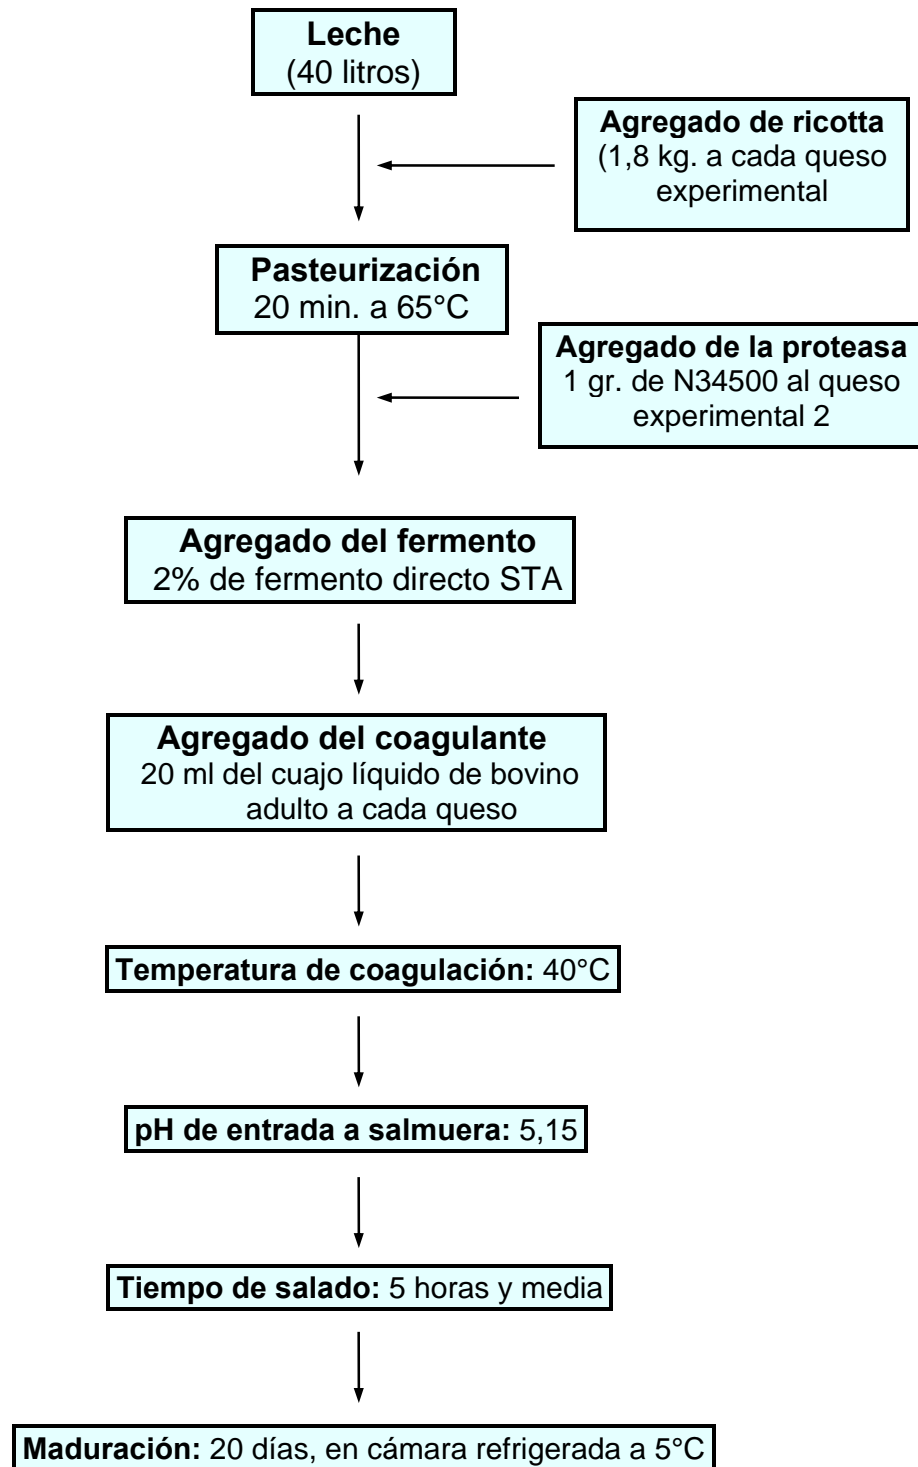 Leche
(40 litros)
Agregado de ricotta
(1,8 kg. a cada queso
experimental
Pasteurización
20 min. a 65°C
Agregado de la proteasa
1 gr. de N34500 al queso
experimental 2
Agregado del fermento
2% de fermento directo STA
Agregado del coagulante
20 ml del cuajo líquido de bovino
adulto a cada queso
Temperatura de coagulación: 40°C
pH de entrada a salmuera: 5,15
Tiempo de salado: 5 horas y media
Maduración: 20 días, en cámara refrigerada a 5°C